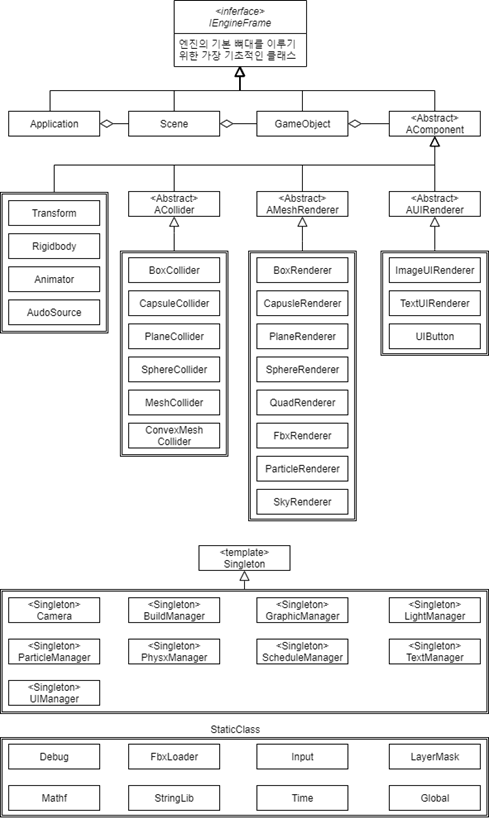 <inferface>
IEngineFrame
엔진의 기본 뼈대를 이루기
위한 가장 기초적인 클래스
Application
Scene
GameObject
<Abstract>
AComponent
<Abstract>
ACollider
<Abstract>
AMeshRenderer
<Abstract>
AUIRenderer
Transform
Rigidbody
Animator
AudoSource
BoxCollider
CapsuleCollider
PlaneCollider
SphereCollider
MeshCollider
ConvexMesh
Collider
BoxRenderer
CapusleRenderer
PlaneRenderer
SphereRenderer
QuadRenderer
FbxRenderer
ParticleRenderer
SkyRenderer
ImageUIRenderer
TextUIRenderer
UIButton
<template>
Singleton
<Singleton>
Camera
<Singleton>
BuildManager
<Singleton>
GraphicManager
<Singleton>
LightManager
<Singleton>
ParticleManager
<Singleton>
PhysxManager
<Singleton>
ScheduleManager
<Singleton>
TextManager
<Singleton>
UIManager
StaticClass
Debug
FbxLoader
Input
LayerMask
Mathf
StringLib
Time
Global